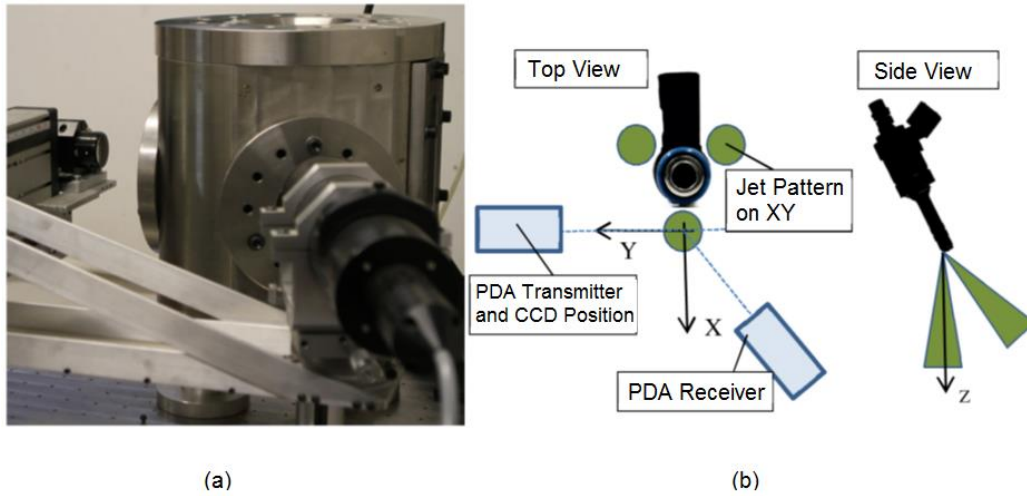 Top View
Side View
Jet Pattern
on XY
Y
PDA Transmitter
and CCD Position
X
PDA Receiver
Z
(a)
(b)